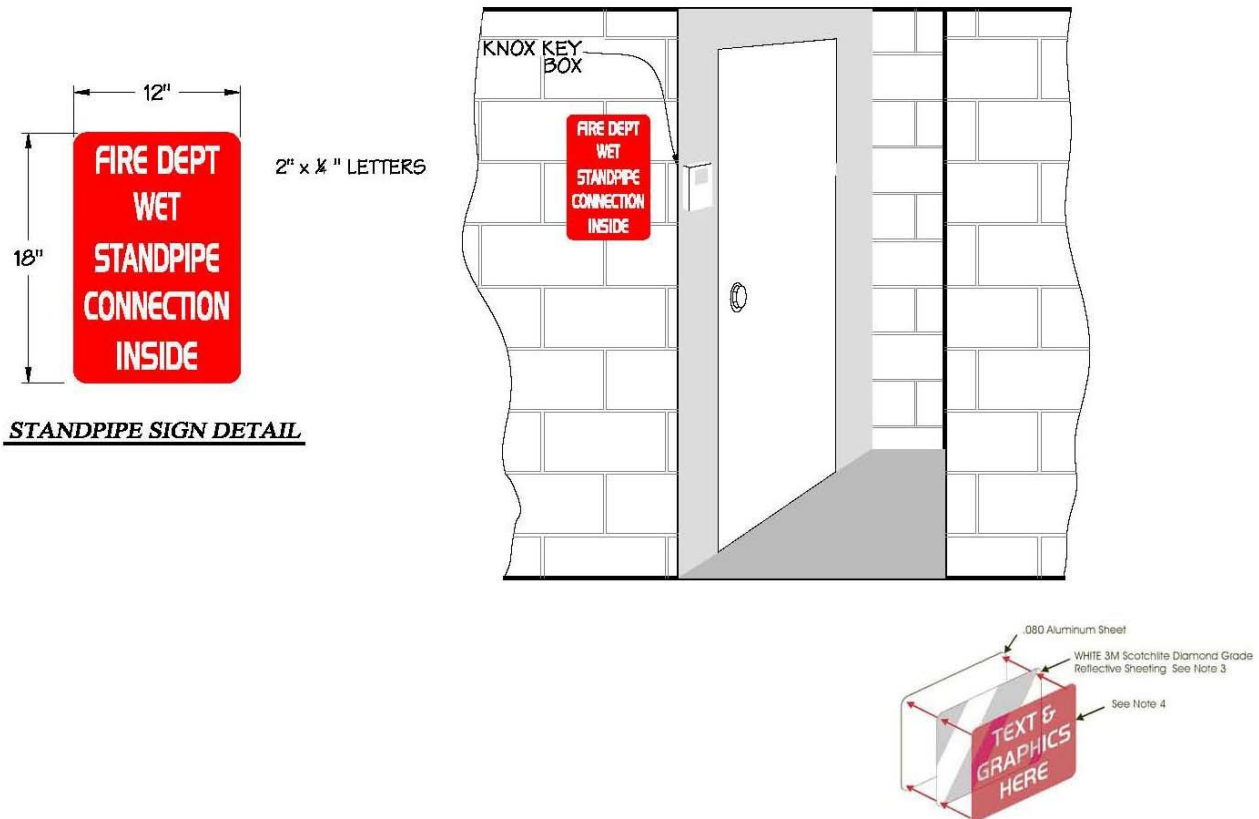 12"
18"
FIRE DEPT
WET
STANDPIPE
CONNECTION
INSIDE
2" x ¼" LETTERS
STANDPIPE SIGN DETAIL
KNOX KEY
BOX
FIRE DEPT
WET
STANDPIPE
CONNECTION
INSIDE
.080 Aluminum Sheet
WHITE 3M Scotchlite Diamond Grade
Reflective Sheeting See Note 3
See Note 4
TEXT &
GRAPHICS
HERE